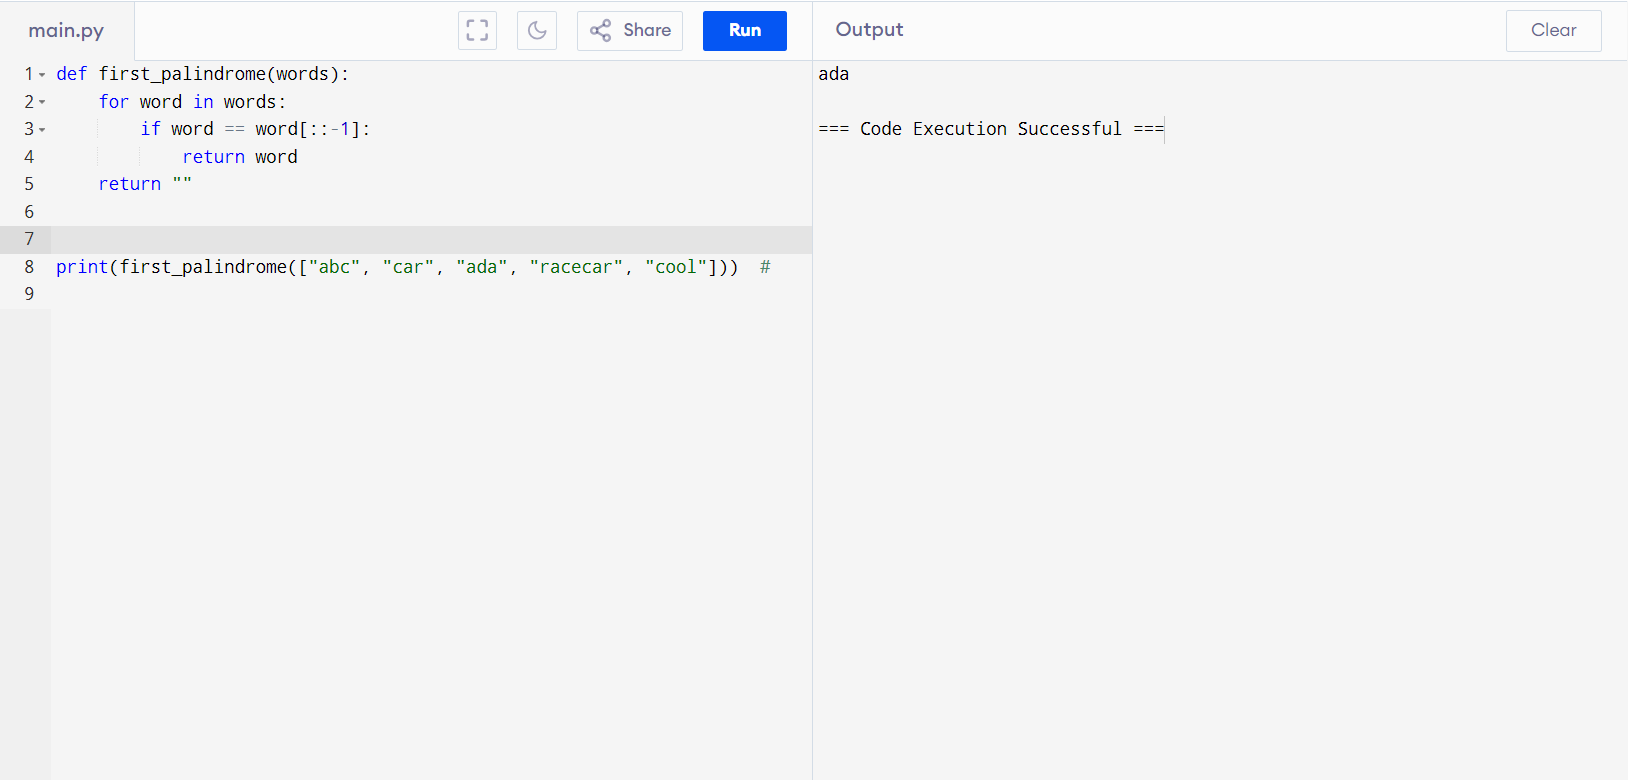 main.py Share Run
1 def first_palindrome(words):
2     for word in words:
3         if word == word[::-1]:
4             return word
5     return ""
6
7
8 print(first_palindrome(["abc", "car", "ada", "racecar", "cool"]))  #
9
Output Clear
ada
=== Code Execution Successful ===